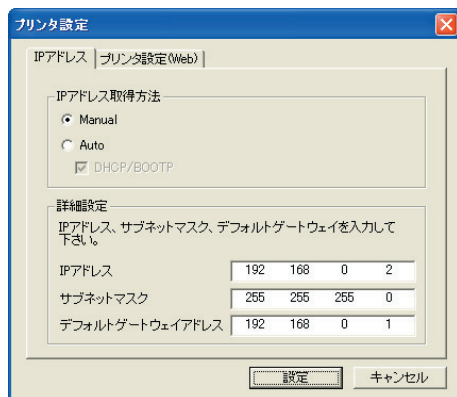 プリンタ設定
IPアドレス プリンタ設定(Web)
IPアドレス取得方法
Manual
Auto
DHCP/BOOTP
詳細設定
IPアドレス、サブネットマスク、デフォルトゲートウェイを入力して
下さい。
IPアドレス 192 168 0 2
サブネットマスク 255 255 255 0
デフォルトゲートウェイアドレス 192 168 0 1
設定 キャンセル